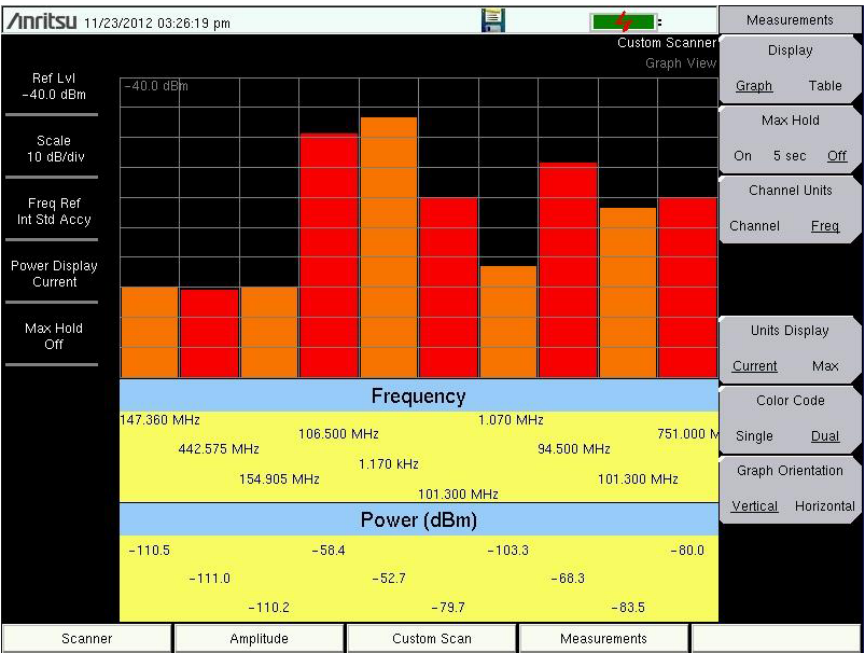 Anritsu 11/23/2012 03:26:19 pm
Custom Scanner
Graph View
Ref Lvl
-40.0 dBm
Scale
10 dB/div
Freq Ref
Int Std Accy
Power Display
Current
Max Hold
Off
-40.0 dBm
Frequency
147.360 MHz
442.575 MHz
154.905 MHz
106.500 MHz
1.170 kHz
101.300 MHz
1.070 MHz
94.500 MHz
101.300 MHz
751.000 M
Power (dBm)
-110.5
-111.0
-110.2
-58.4
-52.7
-79.7
-103.3
-68.3
-83.5
-80.0
Measurements
Display
Graph Table
Max Hold
On 5 sec Off
Channel Units
Channel Freq
Units Display
Current Max
Color Code
Single Dual
Graph Orientation
Vertical Horizontal
Scanner Amplitude Custom Scan Measurements